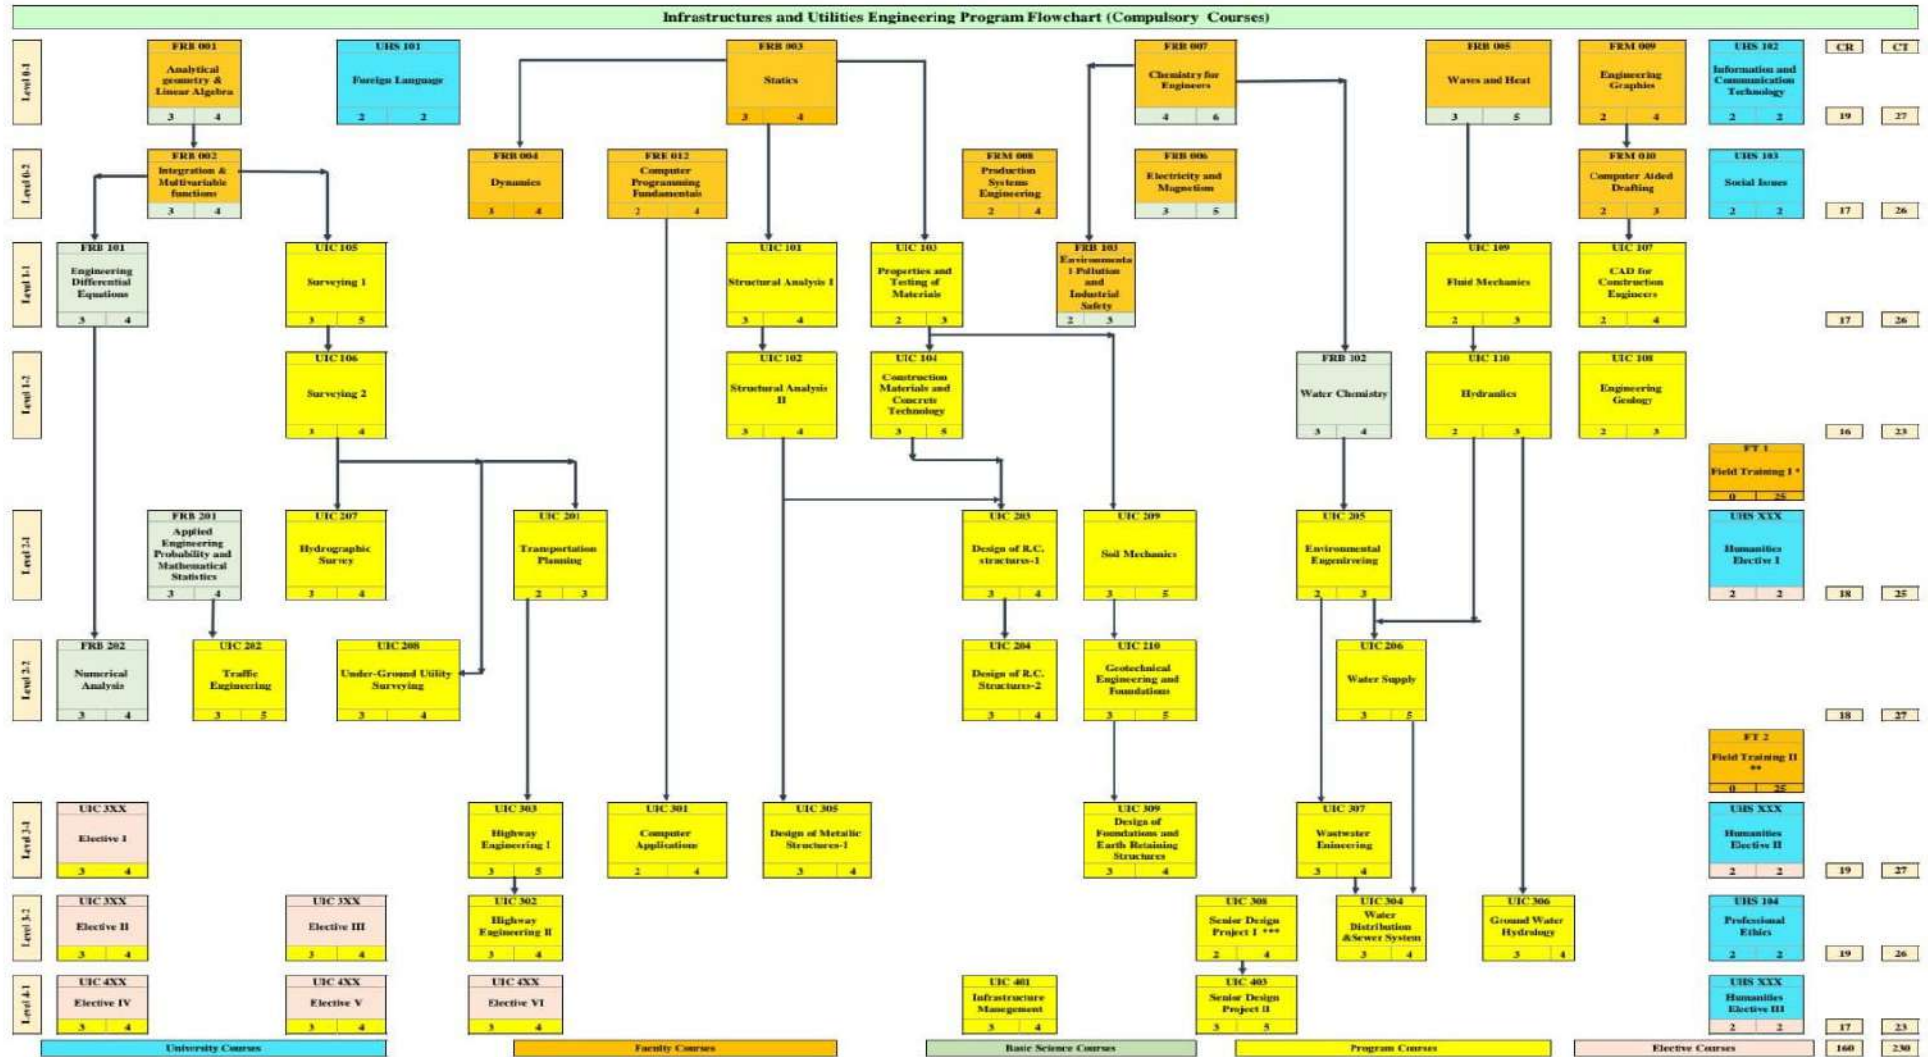 Infrastructures and Utilities Engineering Program Flowchart (Compulsory Courses)
Level 0-1
FRB 001
Analytical
geometry &
Linear Algebra
3 4
UHS 101
Foreign Language
2 2
FRB 003
Statics
3 4
FRB 007
Chemistry for
Engineers
4 6
FRB 005
Waves and Heat
3 5
FRM 009
Engineering
Graphics
2 4
UHS 102
Information and
Communication
Technology
2 2
CR
19
CT
27
Level 0-2
FRB 002
Integration &
Multivariable
functions
3 4
FRB 004
Dynamics
3 4
FRE 012
Computer
Programming
Fundamentals
2 4
FRM 008
Production
Systems
Engineering
2 4
FRB 006
Electricity and
Magnetism
3 5
FRM 010
Computer Aided
Drafting
2 3
UHS 103
Social Issues
2 2
17
26
Level 1-1
FRB 101
Engineering
Differential
Equations
3 4
UIC 105
Surveying 1
3 5
UIC 101
Structural Analysis I
3 4
UIC 103
Properties and
Testing of
Materials
2 3
FRB 103
Environmenta
l Pollution
and
Industrial
Safety
2 3
UIC 109
Fluid Mechanics
2 3
UIC 107
CAD for
Construction
Engineers
2 4
17
26
Level 1-2
UIC 106
Surveying 2
3 4
UIC 102
Structural Analysis
II
3 4
UIC 104
Construction
Materials and
Concrete
Technology
3 5
FRB 102
Water Chemistry
3 4
UIC 110
Hydraulics
2 3
UIC 108
Engineering
Geology
2 3
16
23
FT 1
Field Training I *
0 25
Level 2-1
FRB 201
Applied
Engineering
Probability and
Mathematical
Statistics
3 4
UIC 207
Hydrographic
Survey
3 4
UIC 201
Transportation
Planning
2 3
UIC 203
Design of R.C.
structures-1
3 4
UIC 209
Soil Mechanics
3 5
UIC 205
Environmental
Engenirveing
2 3
UHS XXX
Humanities
Elective I
2 2
18
25
Level 2-2
FRB 202
Numerical
Analysis
3 4
UIC 202
Traffic
Engineering
3 5
UIC 208
Under-Ground Utility
Surveying
3 4
UIC 204
Design of R.C.
Structures-2
3 4
UIC 210
Geotechnical
Engineering and
Foundations
3 5
UIC 206
Water Supply
3 5
18
27
FT 2
Field Training II
**
0 25
Level 3-1
UIC 3XX
Elective I
3 4
UIC 303
Highway
Engineering I
3 5
UIC 301
Computer
Applications
2 4
UIC 305
Design of Metallic
Structures-1
3 4
UIC 309
Design of
Foundations and
Earth Retaining
Structures
3 4
UIC 307
Wastwater
Enineering
3 4
UHS XXX
Humanities
Elective II
2 2
19
27
Level 3-2
UIC 3XX
Elective II
3 4
UIC 3XX
Elective III
3 4
UIC 302
Highway
Engineering II
3 4
UIC 308
Senior Design
Project I ***
2 4
UIC 304
Water
Distribution
&Sewer System
3 4
UIC 306
Ground Water
Hydrology
3 4
UHS 104
Professional
Ethics
2 2
19
26
Level 4-1
UIC 4XX
Elective IV
3 4
UIC 4XX
Elective V
3 4
UIC 4XX
Elective VI
3 4
UIC 401
Infrastructure
Management
3 4
UIC 403
Senior Design
Project II
3 5
UHS XXX
Humanities
Elective III
2 2
17
23
University Courses
Faculty Courses
Basic Science Courses
Program Courses
Elective Courses
160
230